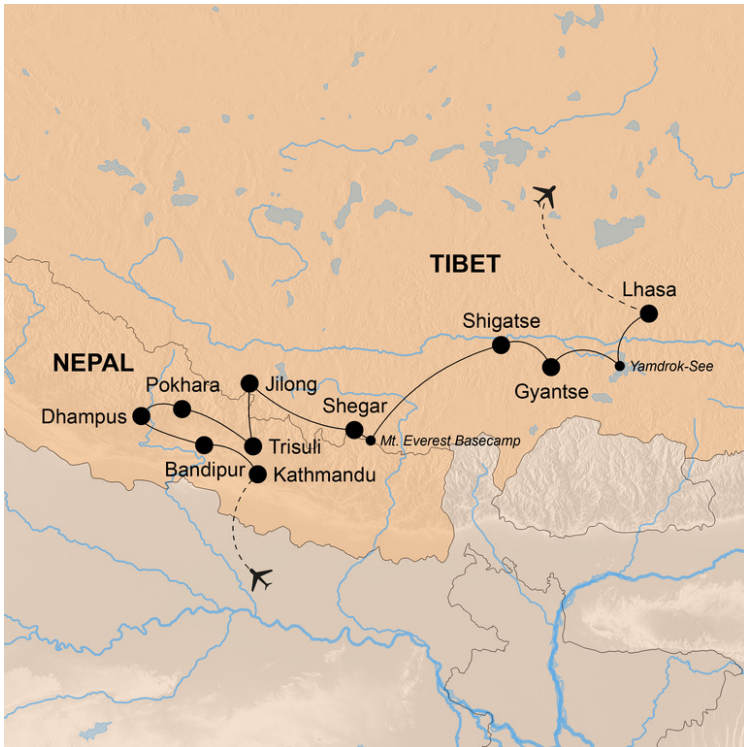 TIBET
Lhasa
Shigatse
Yamdrok-See
Gyantse
NEPAL
Pokhara
Jilong
Dhampus
Shegar
Mt. Everest Basecamp
Trisuli
Bandipur
Kathmandu